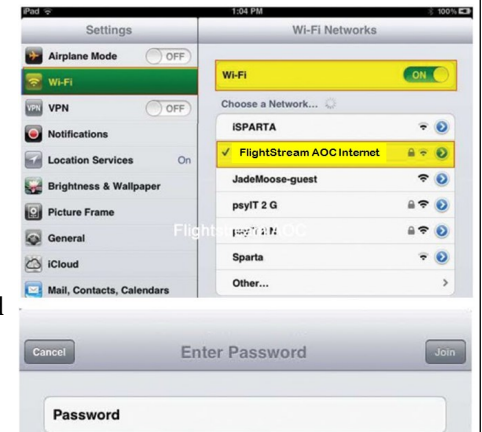 iPad 1:04 PM 100%
Settings
Wi-Fi Networks
Airplane Mode OFF
Wi-Fi
VPN VPN OFF
Notifications
Location Services On
Brightness & Wallpaper
Picture Frame
General
iCloud
Mail, Contacts, Calendars
Wi-Fi ON
Choose a Network...
iSPARTA
✓ FlightStream AOC Internet
JadeMoose-guest
psyIT 2 G
Sparta
Other...
Cancel
Enter Password
Join
Password